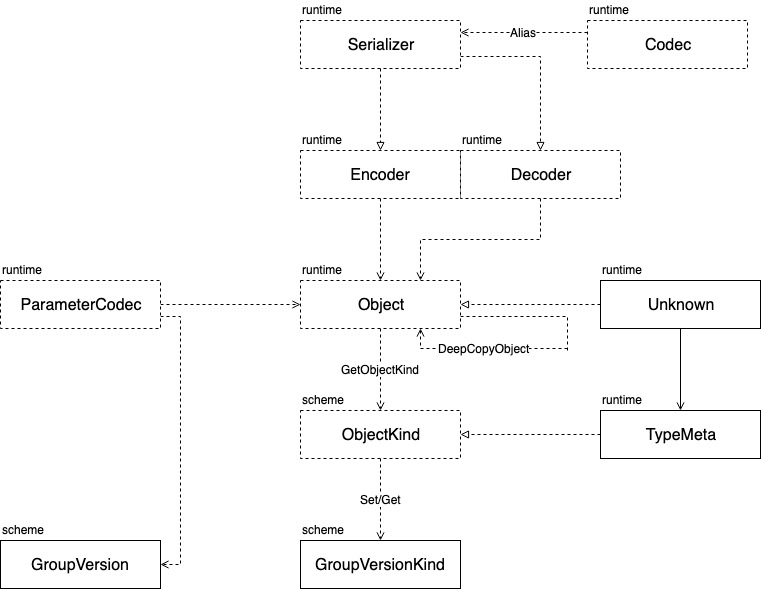 runtime
Serializer
Alias
runtime
Codec
runtime
Encoder
runtime
Decoder
runtime
ParameterCodec
runtime
Object
runtime
Unknown
DeepCopyObject
GetObjectKind
scheme
ObjectKind
runtime
TypeMeta
Set/Get
scheme
GroupVersion
scheme
GroupVersionKind